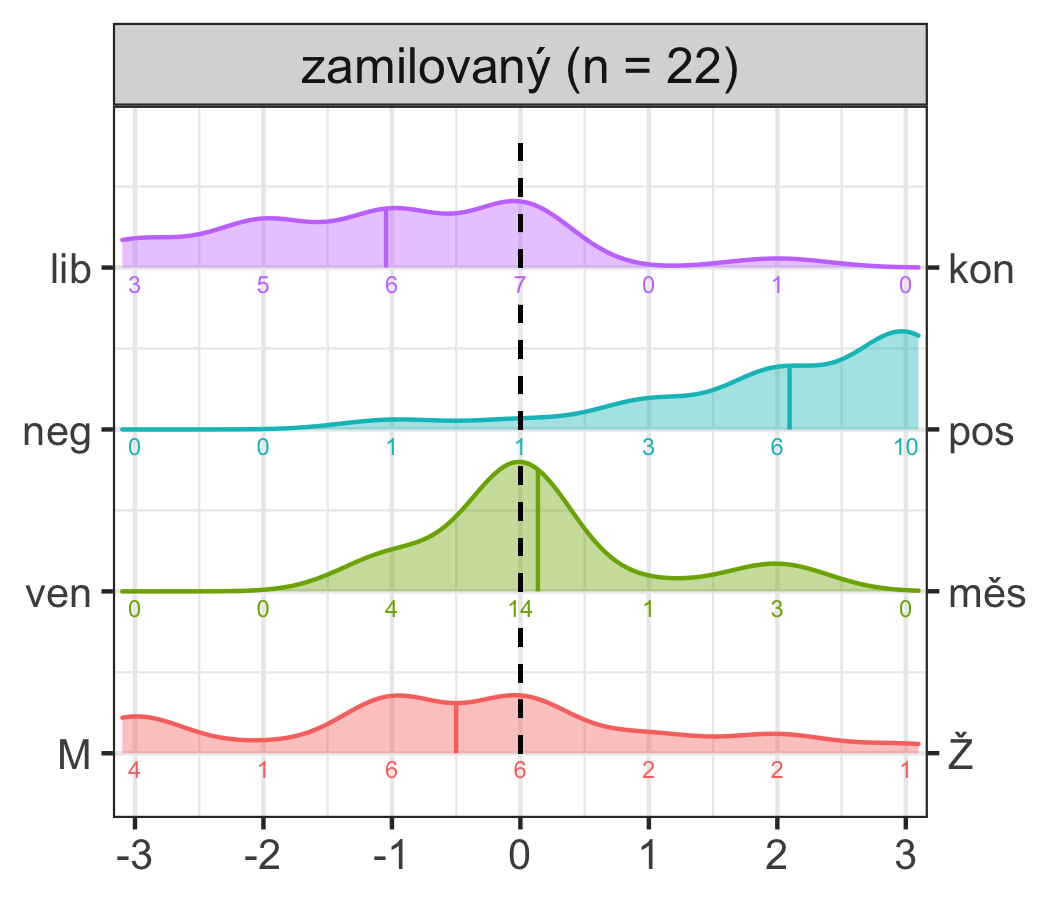 zamilovaný (n = 22)
lib kon
3 5 6 7 0 1 0
neg pos
0 0 1 1 3 6 10
ven měs
0 0 4 14 1 3 0
M Ž
4 1 6 6 2 2 1
-3 -2 -1 0 1 2 3